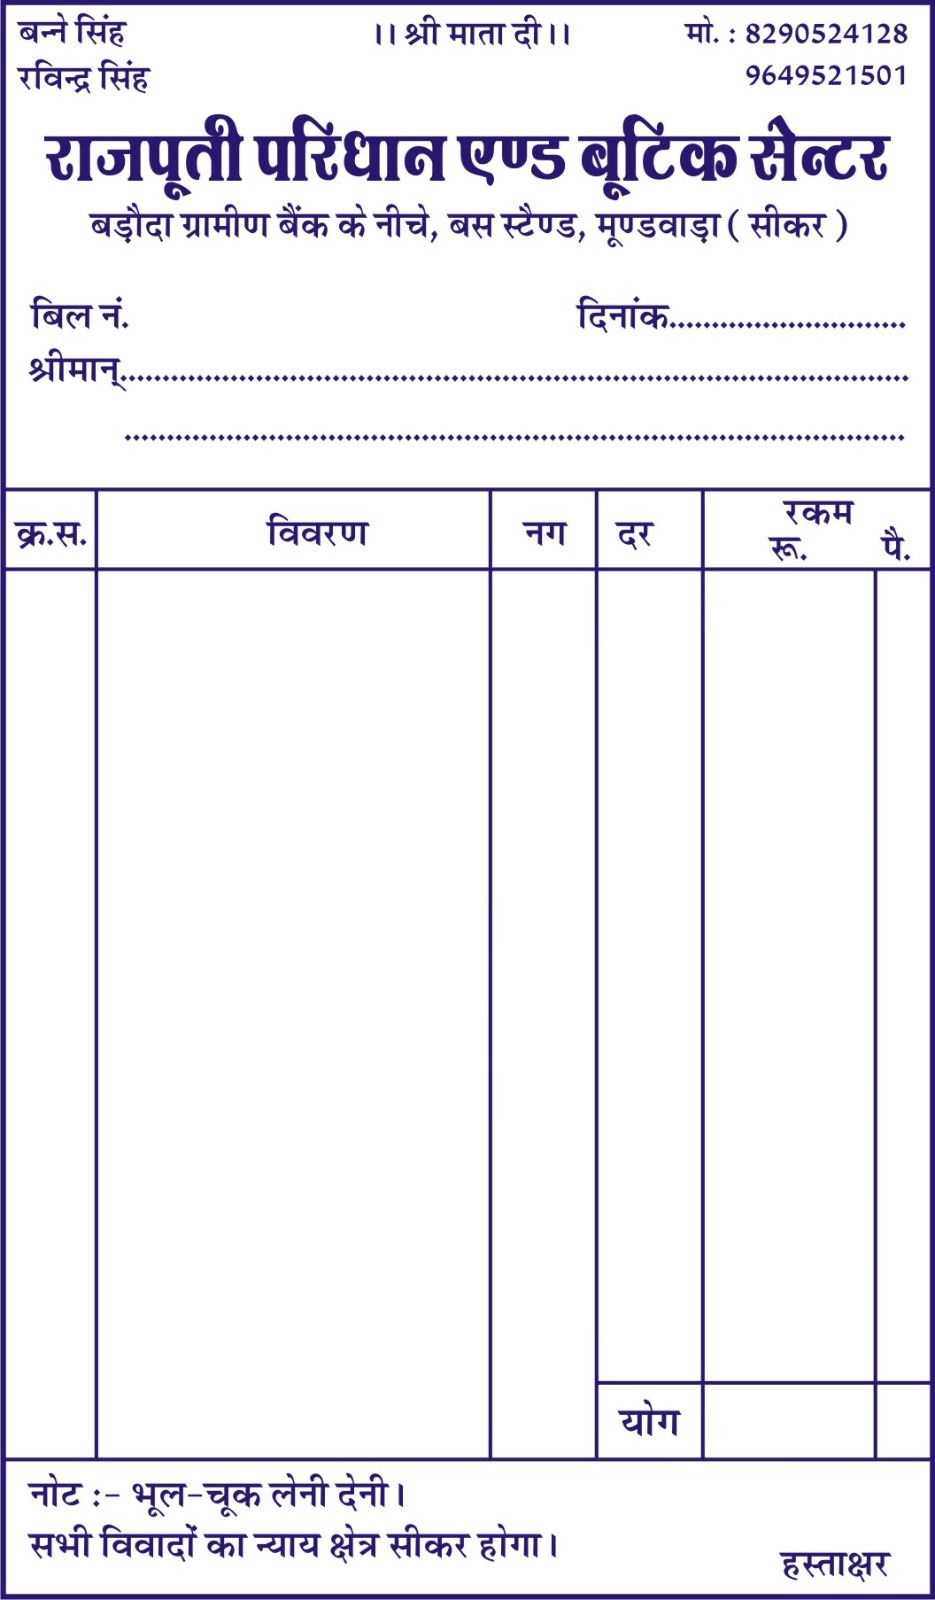 बन्ने सिंह ।। श्री माता दी।। मो. : 8290524128
रविन्द्र सिंह 9649521501
राजपूती परिधान एण्ड बूटिक सेन्टर
बड़ौदा ग्रामीण बैंक के नीचे, बस स्टैण्ड, मूण्डवाड़ा ( सीकर )
बिल नं. दिनांक............................
श्रीमान्..............................................................................................
.............................................................................................
क्र.स. विवरण नग दर रकम
रू. पै.
योग
नोट :- भूल-चूक लेनी देनी।
सभी विवादों का न्याय क्षेत्र सीकर होगा।
हस्ताक्षर